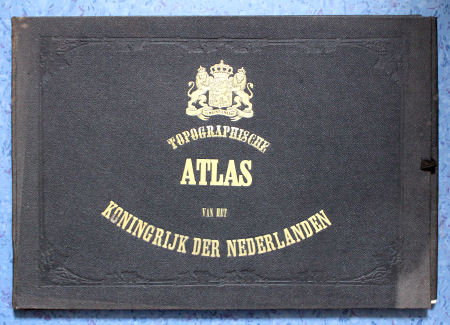 TOPOGRAPHISCHE
ATLAS
VAN HET
KONINGRIJK DER NEDERLANDEN